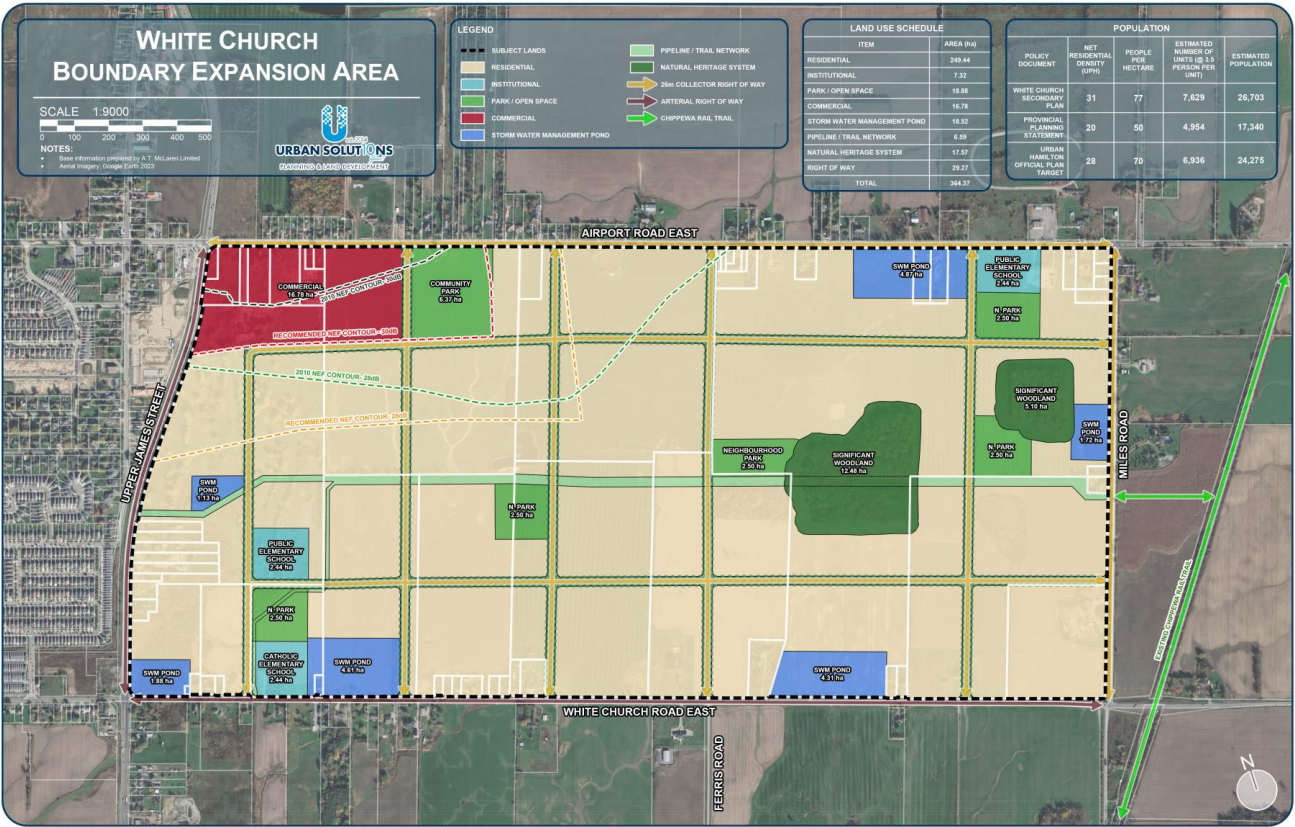 WHITE CHURCH
BOUNDARY EXPANSION AREA
SCALE 1:9000
0 100 200 300 400 500
NOTES:
• Base information prepared by A.T. McLaren Limited
• Aerial Imagery: Google Earth 2023
URBAN SOLUTIONS
PLANNING & LAND DEVELOPMENT
LEGEND
SUBJECT LANDS
RESIDENTIAL
INSTITUTIONAL
PARK / OPEN SPACE
COMMERCIAL
STORM WATER MANAGEMENT POND
PIPELINE / TRAIL NETWORK
NATURAL HERITAGE SYSTEM
26m COLLECTOR RIGHT OF WAY
ARTERIAL RIGHT OF WAY
CHIPPEWA RAIL TRAIL
LAND USE SCHEDULE
ITEM AREA (ha)
RESIDENTIAL 249.44
INSTITUTIONAL 7.32
PARK / OPEN SPACE 18.88
COMMERCIAL 16.78
STORM WATER MANAGEMENT POND 18.52
PIPELINE / TRAIL NETWORK 6.59
NATURAL HERITAGE SYSTEM 17.57
RIGHT OF WAY 29.27
TOTAL 364.37
POPULATION
POLICY DOCUMENT
NET RESIDENTIAL DENSITY (UPH)
PEOPLE PER HECTARE
ESTIMATED NUMBER OF UNITS (@ 3.5 PERSON PER UNIT)
ESTIMATED POPULATION
WHITE CHURCH SECONDARY PLAN 31 77 7,629 26,703
PROVINCIAL PLANNING STATEMENT 20 50 4,954 17,340
URBAN HAMILTON OFFICIAL PLAN TARGET 28 70 6,936 24,275
AIRPORT ROAD EAST
COMMERCIAL
16.78 ha
2010 NEF CONTOUR- 30dB
COMMUNITY
PARK
6.37 ha
RECOMMENDED NEF CONTOUR - 30dB
SWM POND
4.87 ha
PUBLIC
ELEMENTARY
SCHOOL
2.44 ha
N. PARK
2.50 ha
2010 NEF CONTOUR- 28dB
RECOMMENDED NEF CONTOUR- 28dB
SIGNIFICANT
WOODLAND
5.10 ha
SWM
POND
1.72 ha
N. PARK
2.50 ha
NEIGHBOURHOOD
PARK
2.50 ha
SIGNIFICANT
WOODLAND
12.48 ha
UPPER JAMES STREET
MILES ROAD
SWM
POND
1.13 ha
N. PARK
2.50 ha
PUBLIC
ELEMENTARY
SCHOOL
2.44 ha
N. PARK
2.50 ha
CATHOLIC
ELEMENTARY
SCHOOL
2.44 ha
SWM POND
1.88 ha
SWM POND
4.61 ha
SWM POND
4.31 ha
EXISTING CHIPPEWA RAIL TRAIL
WHITE CHURCH ROAD EAST
FERRIS ROAD
N